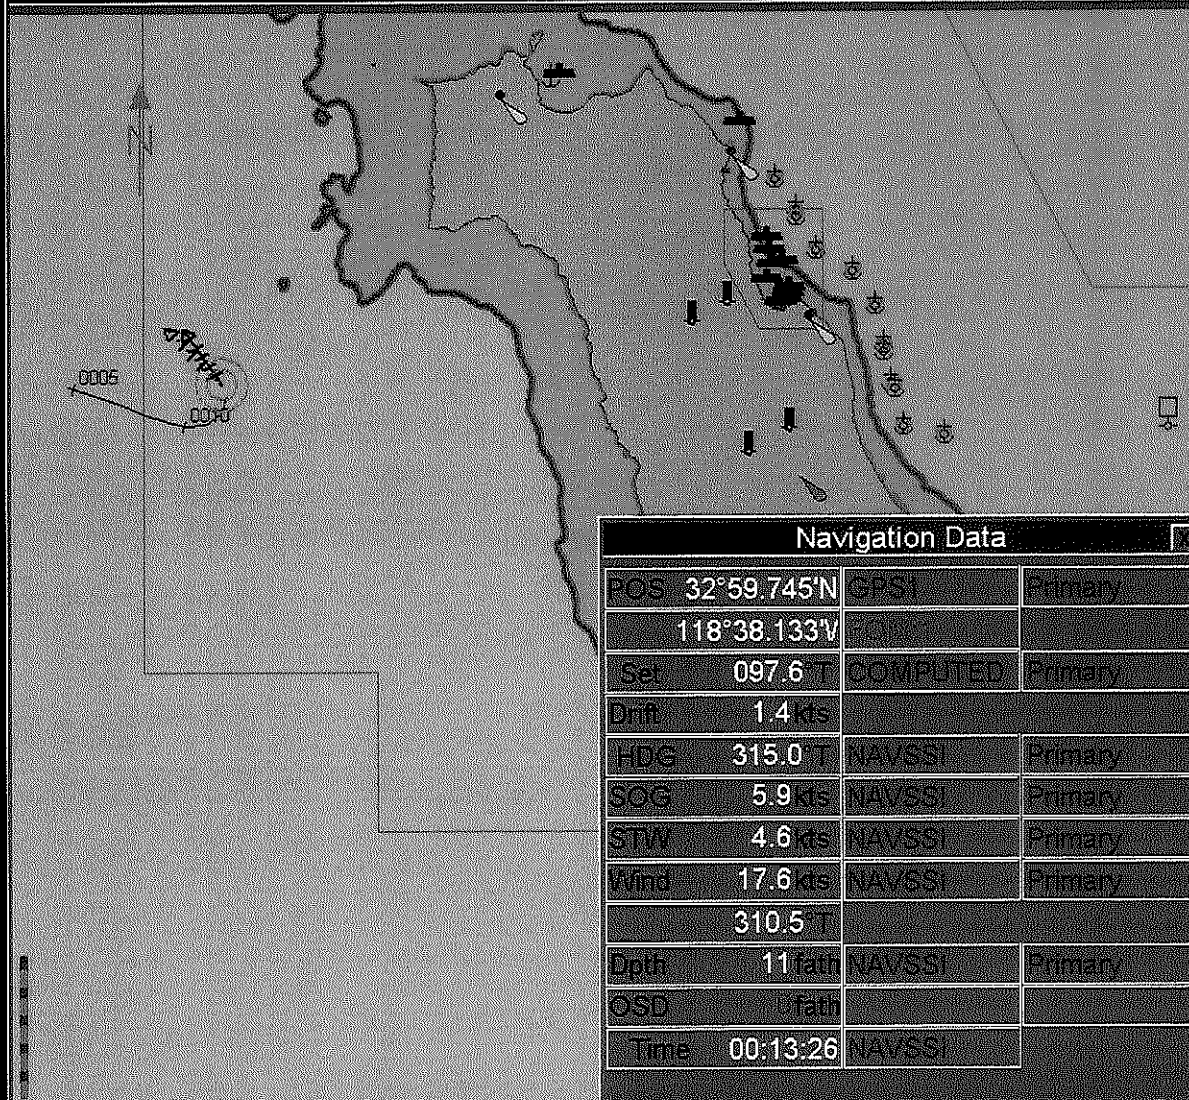 N
0005
0010
Navigation Data
X
POS 32°59.745'N GPS1 Primary
118°38.133'W
Set 097.6°T COMPUTED Primary
Drift 1.4 kts
HDG 315.0°T NAVSSI Primary
SOG 5.9 kts NAVSSI Primary
STW 4.6 kts NAVSSI Primary
Wind 17.6 kts NAVSSI Primary
310.5°T
Dpth 11 fath NAVSSI Primary
OSD fath
Time 00:13:26 NAVSSI